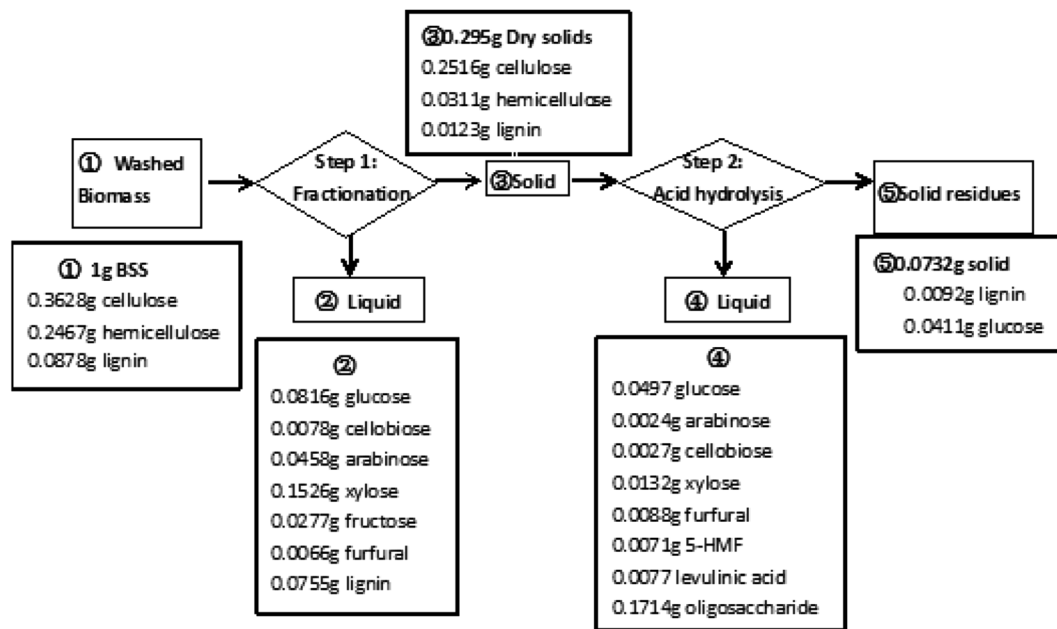 ③0.295g Dry solids
0.2516g cellulose
0.0311g hemicellulose
0.0123g lignin
① Washed
Biomass
Step 1:
Fractionation
③Solid
Step 2:
Acid hydrolysis
⑤Solid residues
① 1g BSS
0.3628g cellulose
0.2467g hemicellulose
0.0878g lignin
② Liquid
④ Liquid
⑤0.0732g solid
0.0092g lignin
0.0411g glucose
②
0.0816g glucose
0.0078g cellobiose
0.0458g arabinose
0.1526g xylose
0.0277g fructose
0.0066g furfural
0.0755g lignin
④
0.0497 glucose
0.0024g arabinose
0.0027g cellobiose
0.0132g xylose
0.0088g furfural
0.0071g 5-HMF
0.0077 levulinic acid
0.1714g oligosaccharide